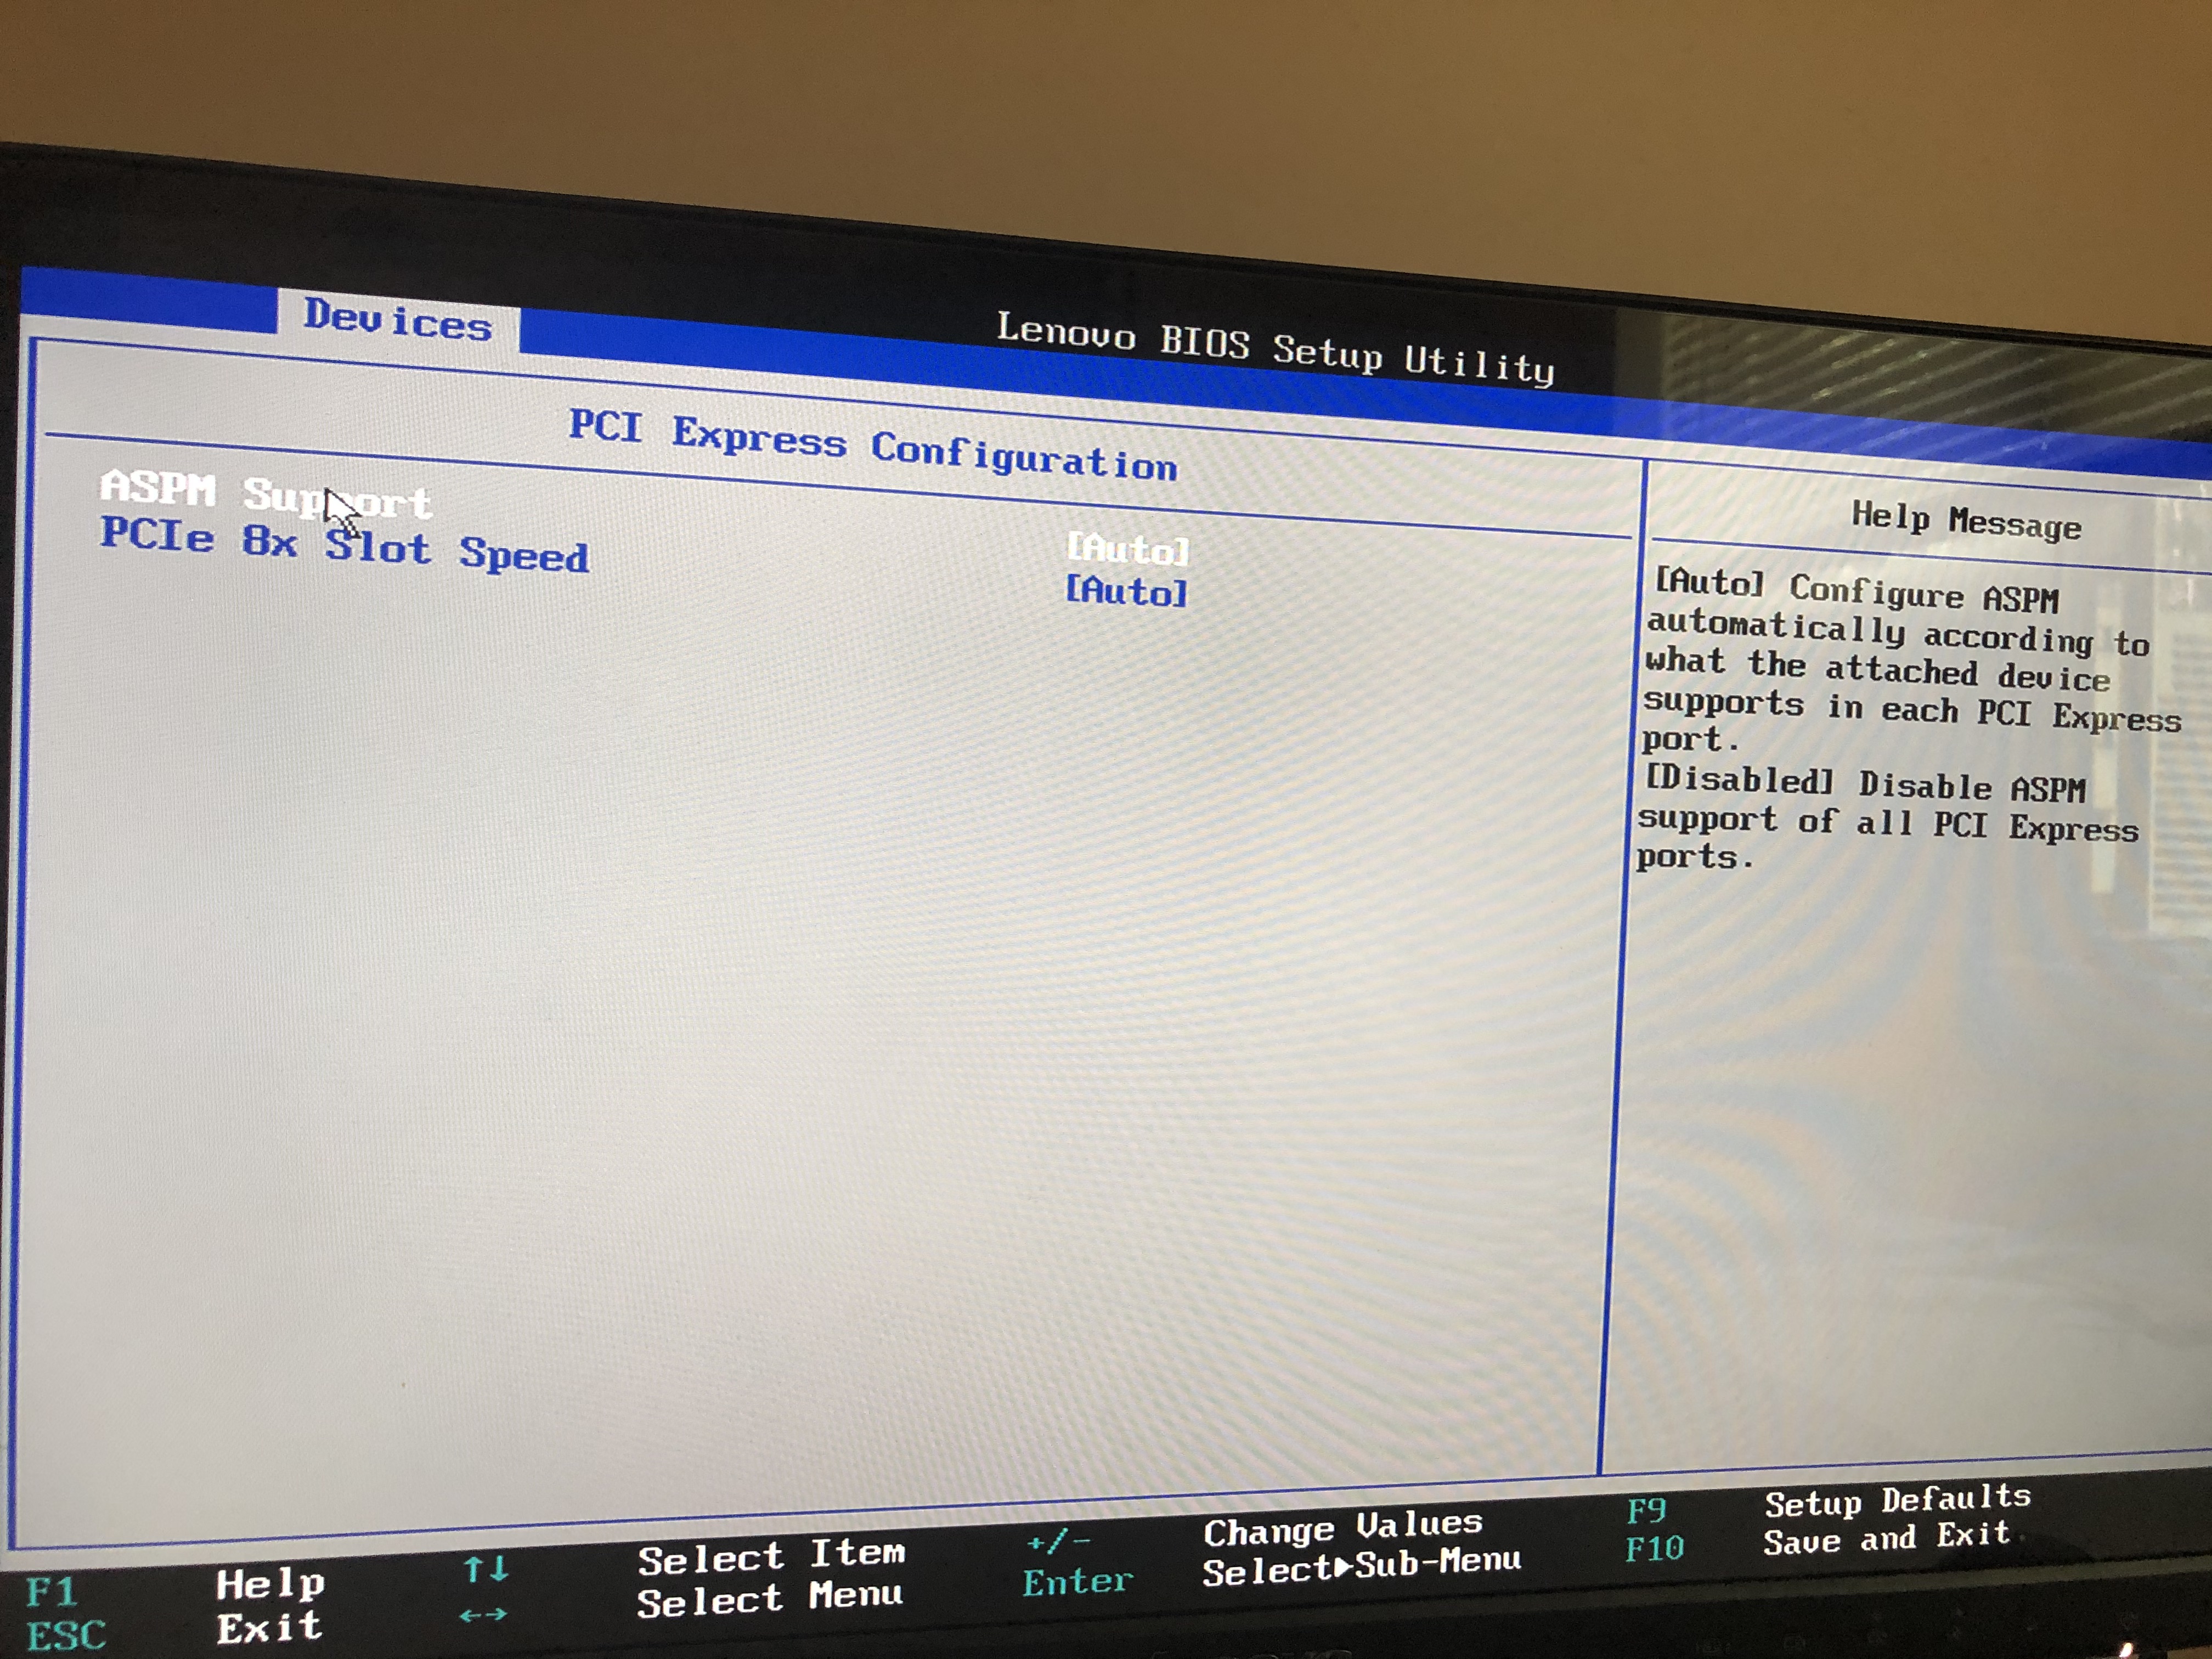 Lenovo BIOS Setup Utility
Devices
PCI Express Configuration
ASPM Support [Auto]
PCIe 8x Slot Speed [Auto]
Help Message
[Auto] Configure ASPM
automatically according to
what the attached device
supports in each PCI Express
port.
[Disabled] Disable ASPM
support of all PCI Express
ports.
F1 Help ↑↓ Select Item +/- Change Values F9 Setup Defaults
ESC Exit ←→ Select Menu Enter Select▶Sub-Menu F10 Save and Exit